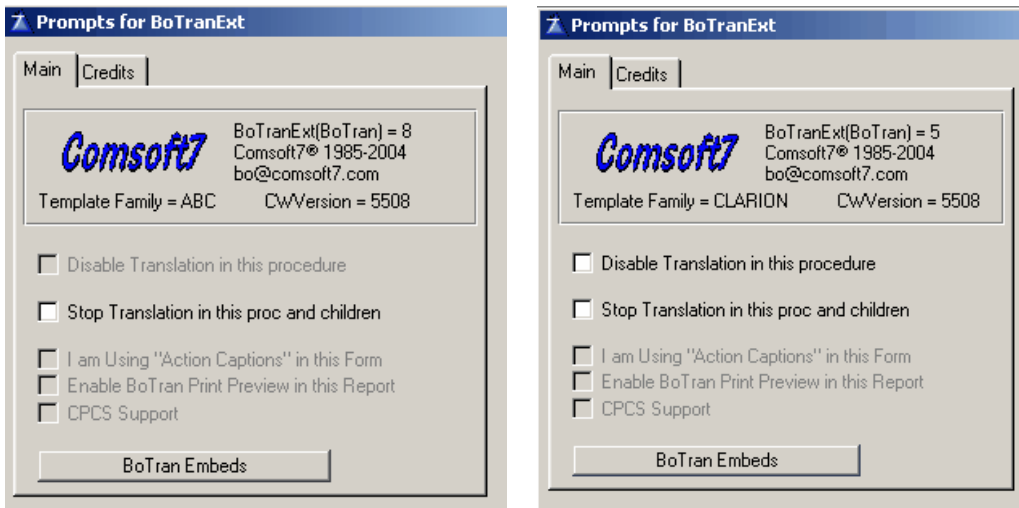 Prompts for BoTranExt
Main
Credits
Comsoft7
BoTranExt(BoTran) = 8
Comsoft7® 1985-2004
bo@comsoft7.com
Template Family = ABC CWVersion = 5508
Disable Translation in this procedure
Stop Translation in this proc and children
I am Using "Action Captions" in this Form
Enable BoTran Print Preview in this Report
CPCS Support
BoTran Embeds
Prompts for BoTranExt
Main
Credits
Comsoft7
BoTranExt(BoTran) = 5
Comsoft7® 1985-2004
bo@comsoft7.com
Template Family = CLARION CWVersion = 5508
Disable Translation in this procedure
Stop Translation in this proc and children
I am Using "Action Captions" in this Form
Enable BoTran Print Preview in this Report
CPCS Support
BoTran Embeds